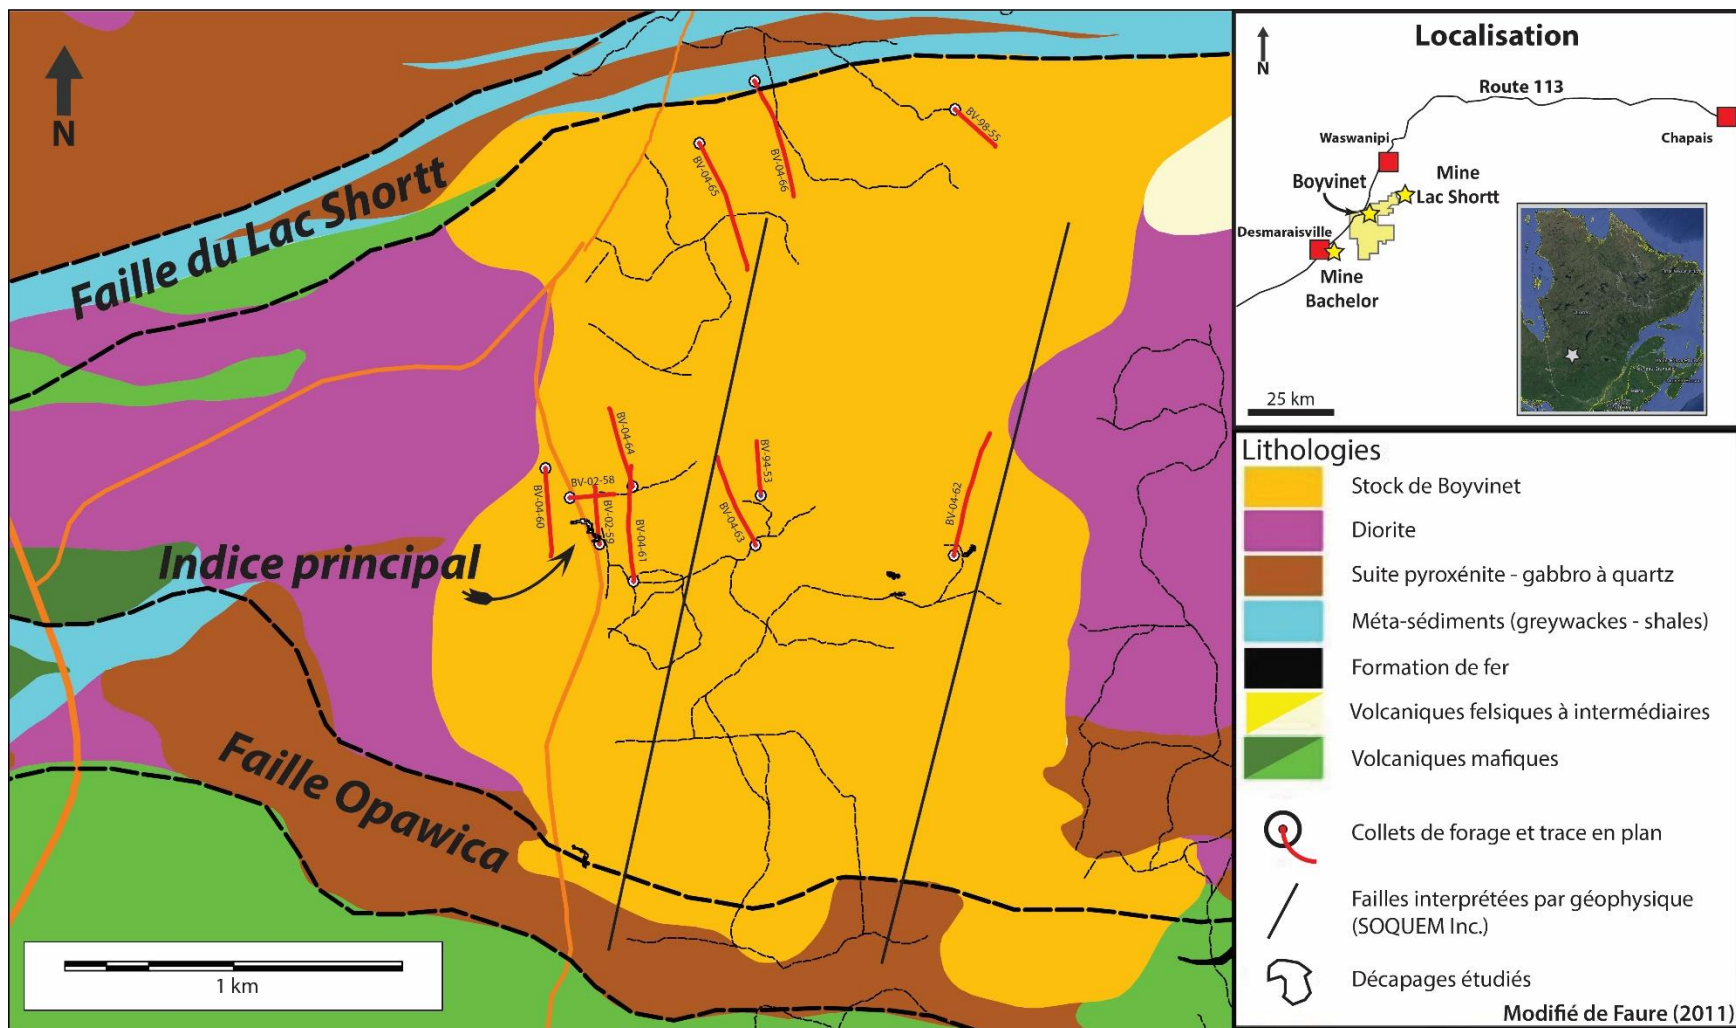 N
Faille du Lac Shortt
BV-04-65
BV-04-66
BV-98-55
BV-04-64
BV-04-60
BV-02-58
BV-02-59
BV-04-61
BV-04-63
BV-94-53
BV-04-62
Indice principal
Faille Opawica
1 km
Localisation
N
Route 113
Waswanipi
Chapais
Boyvinet
Mine
Lac Shortt
Desmaraisville
Mine
Bachelor
25 km
Lithologies
Stock de Boyvinet
Diorite
Suite pyroxénite - gabbro à quartz
Méta-sédiments (greywackes - shales)
Formation de fer
Volcaniques felsiques à intermédiaires
Volcaniques mafiques
Collets de forage et trace en plan
Failles interprétées par géophysique
(SOQUEM Inc.)
Décapages étudiés
Modifié de Faure (2011)